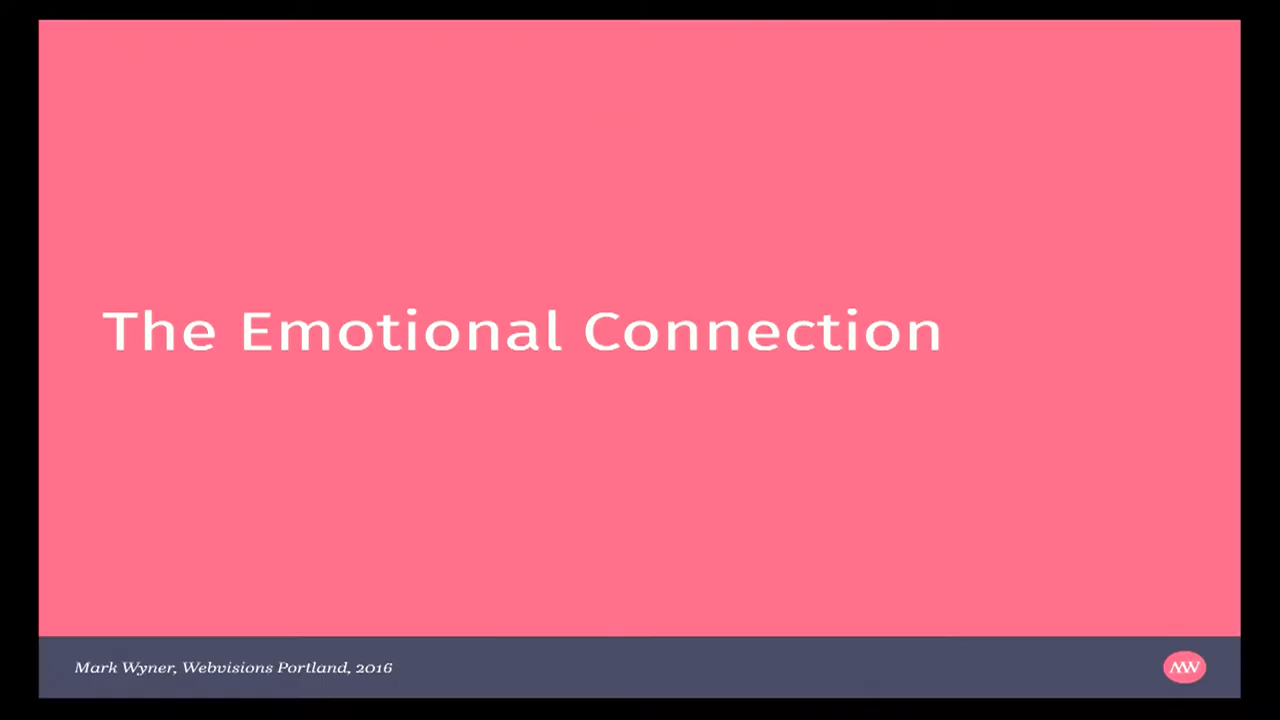 The Emotional Connection
Mark Wyner, Webvisions Portland, 2016
MW